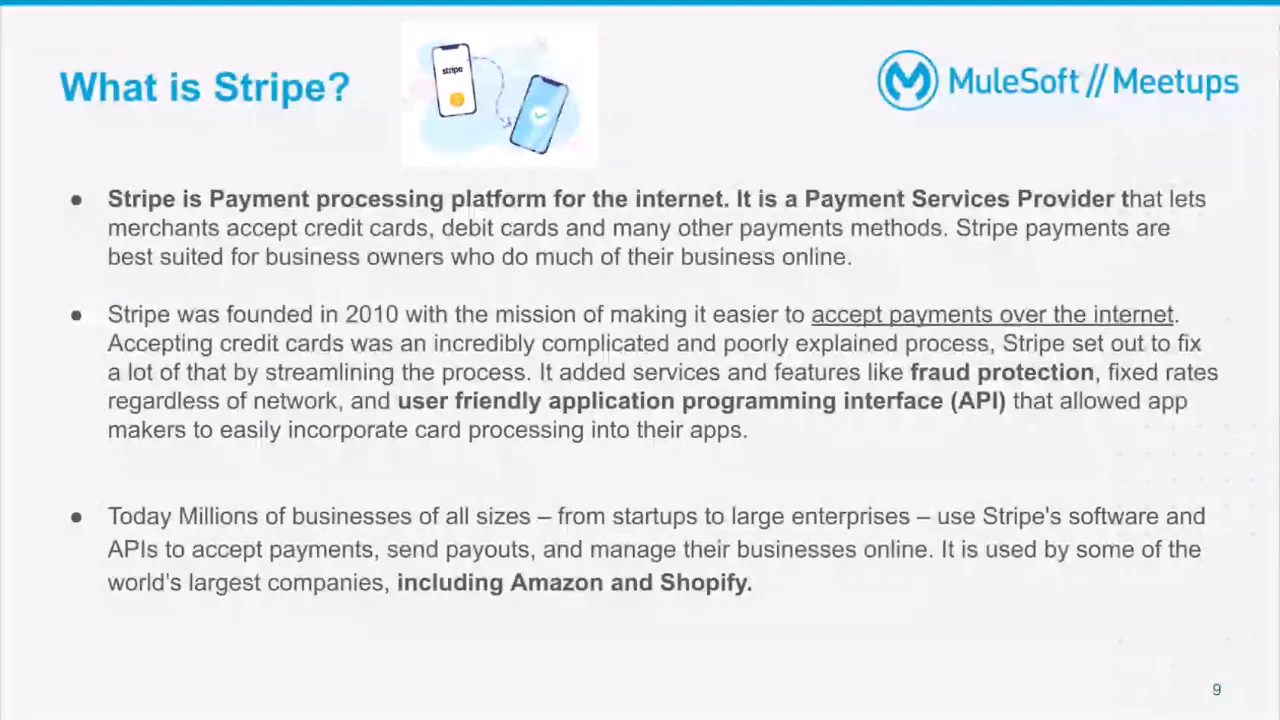 What is Stripe?
stripe
MuleSoft // Meetups
● Stripe is Payment processing platform for the internet. It is a Payment Services Provider that lets
merchants accept credit cards, debit cards and many other payments methods. Stripe payments are
best suited for business owners who do much of their business online.
● Stripe was founded in 2010 with the mission of making it easier to accept payments over the internet.
Accepting credit cards was an incredibly complicated and poorly explained process, Stripe set out to fix
a lot of that by streamlining the process. It added services and features like fraud protection, fixed rates
regardless of network, and user friendly application programming interface (API) that allowed app
makers to easily incorporate card processing into their apps.
● Today Millions of businesses of all sizes – from startups to large enterprises – use Stripe's software and
APIs to accept payments, send payouts, and manage their businesses online. It is used by some of the
world's largest companies, including Amazon and Shopify.
9